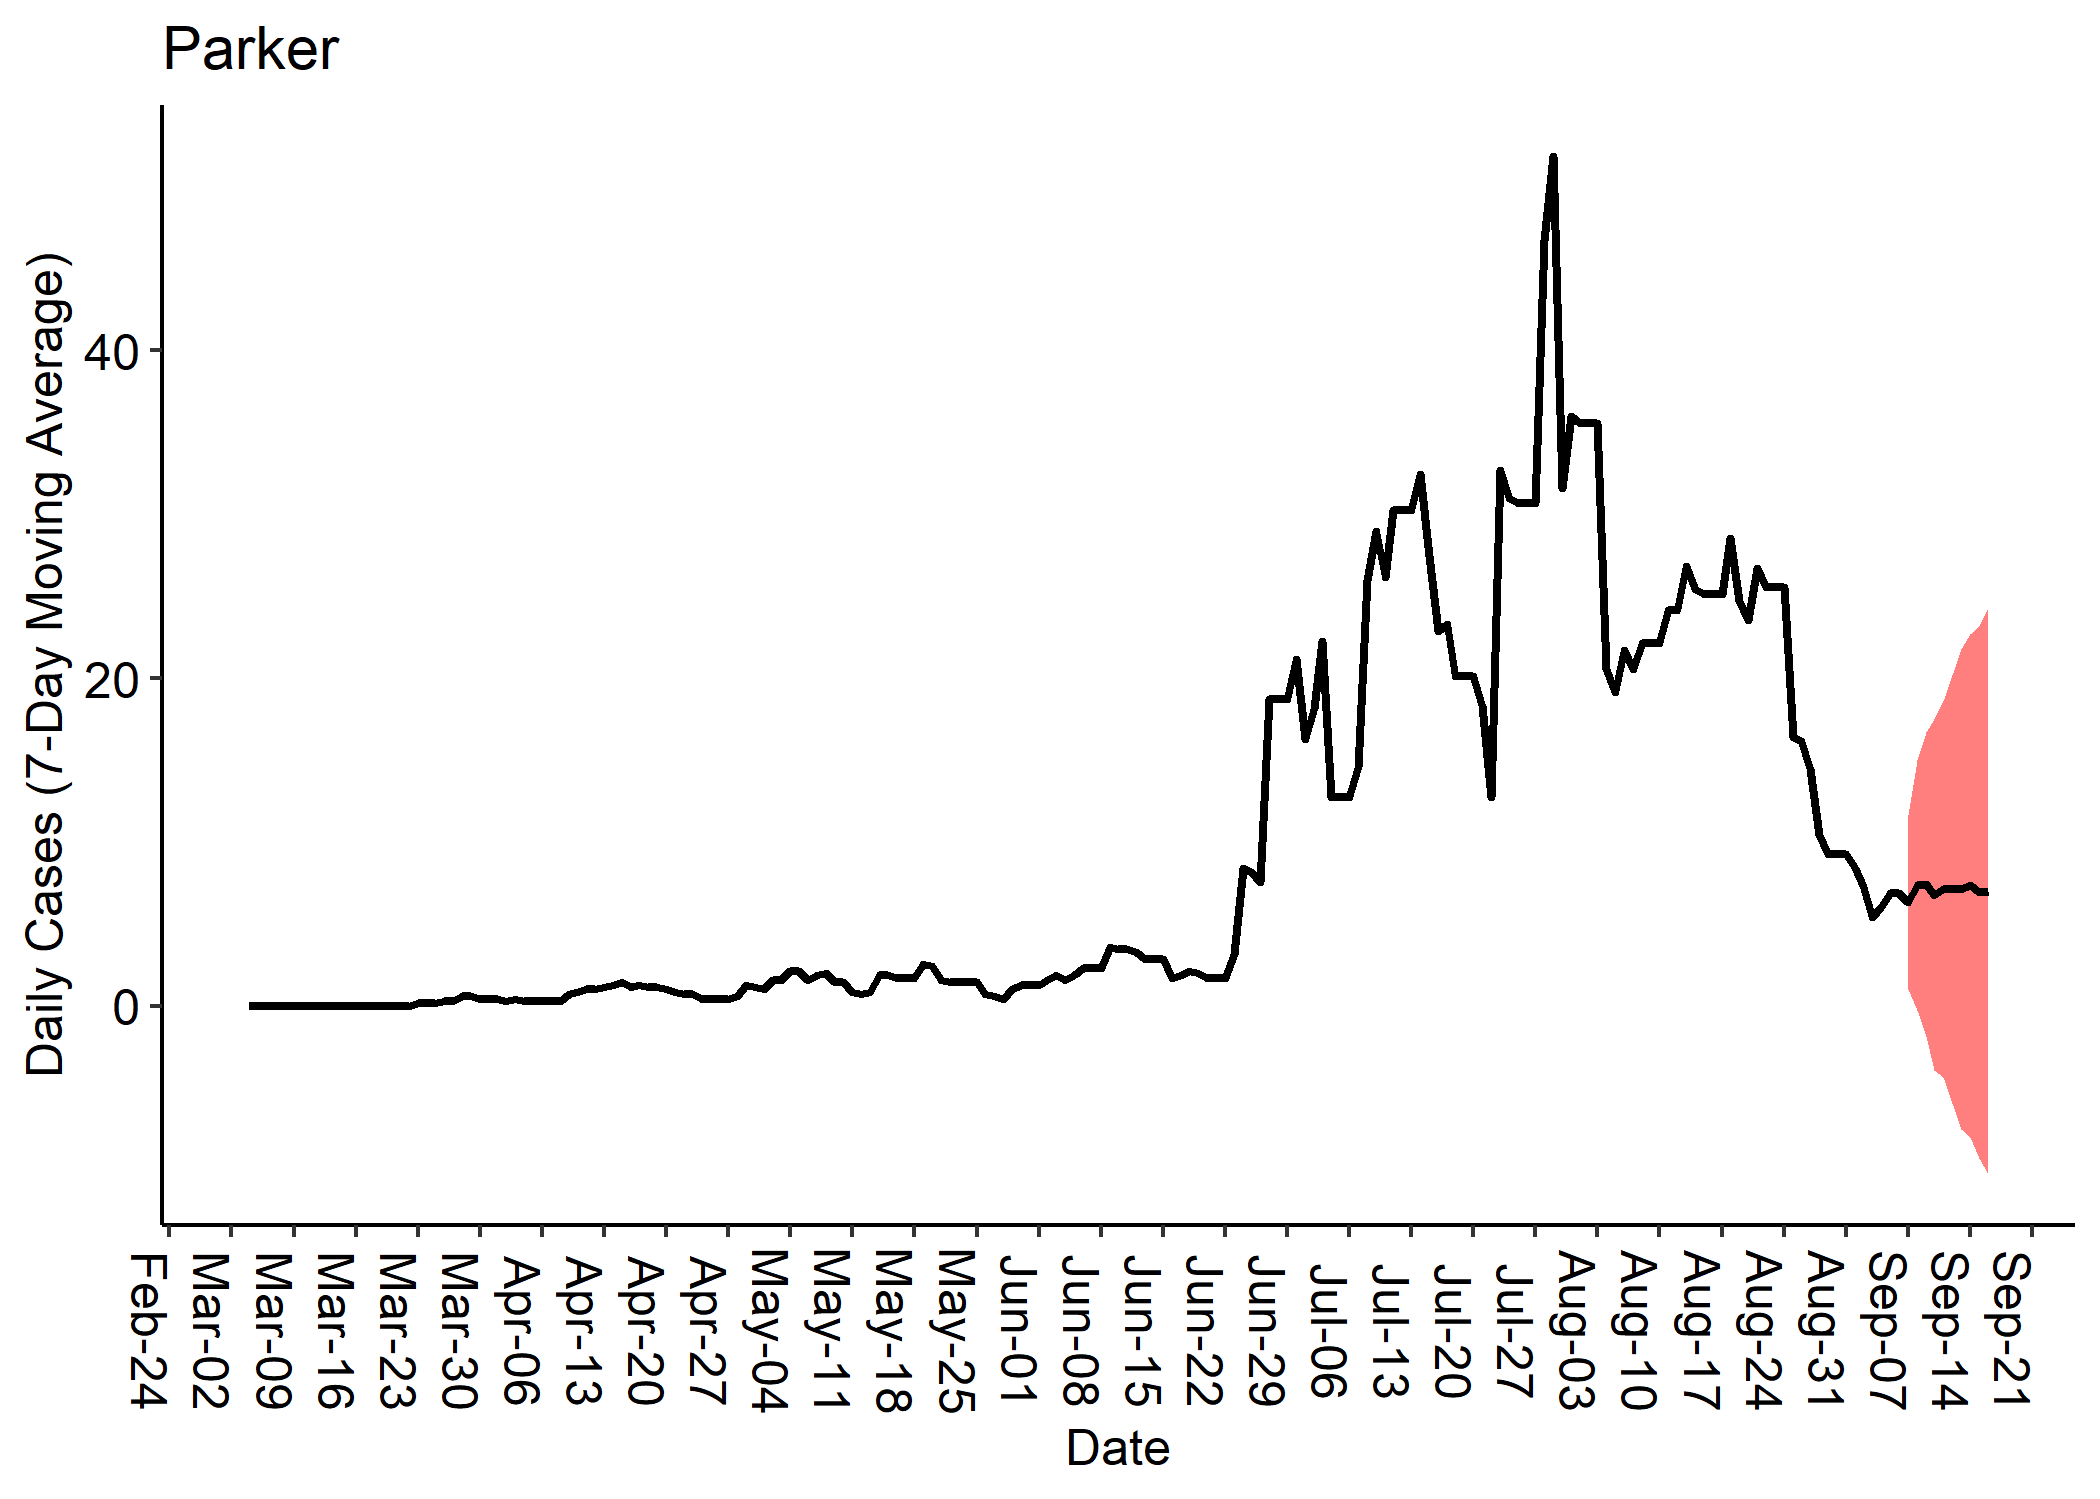 Parker
Daily Cases (7-Day Moving Average)
40
20
0
Feb-24
Mar-02
Mar-09
Mar-16
Mar-23
Mar-30
Apr-06
Apr-13
Apr-20
Apr-27
May-04
May-11
May-18
May-25
Jun-01
Jun-08
Jun-15
Jun-22
Jun-29
Jul-06
Jul-13
Jul-20
Jul-27
Aug-03
Aug-10
Aug-17
Aug-24
Aug-31
Sep-07
Sep-14
Sep-21
Date